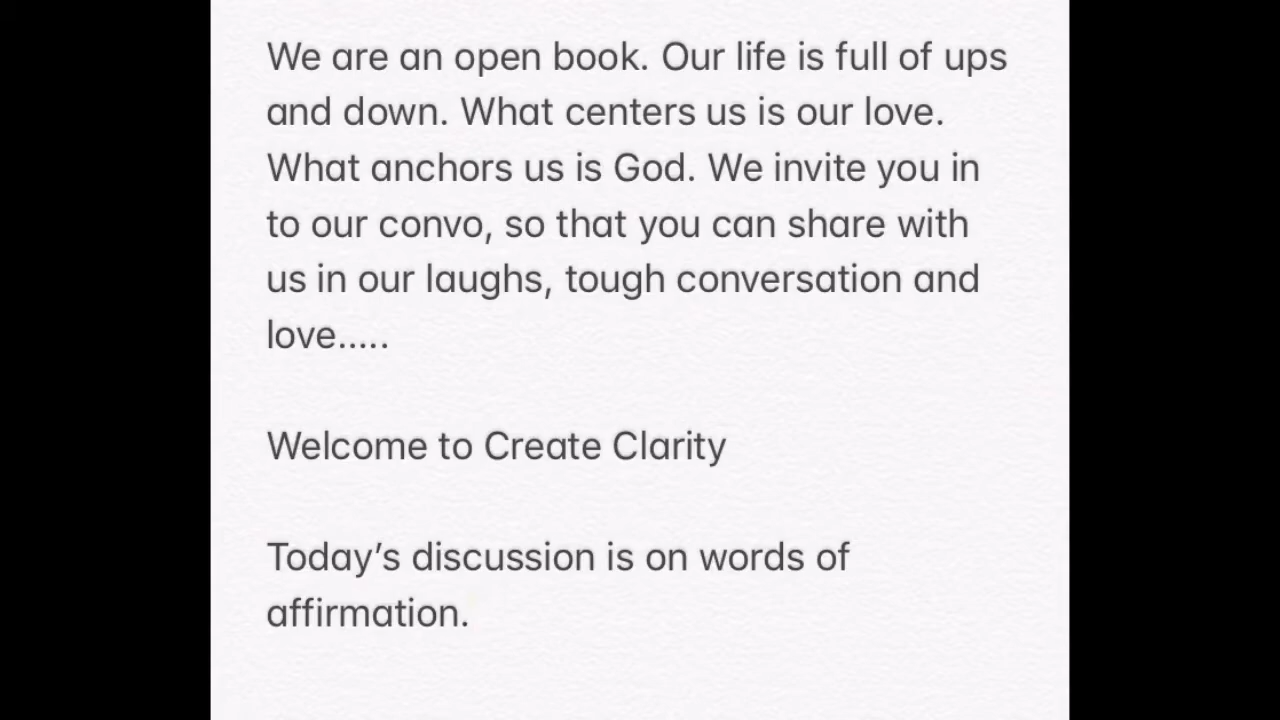 We are an open book. Our life is full of ups
and down. What centers us is our love.
What anchors us is God. We invite you in
to our convo, so that you can share with
us in our laughs, tough conversation and
love.....
Welcome to Create Clarity
Today’s discussion is on words of
affirmation.